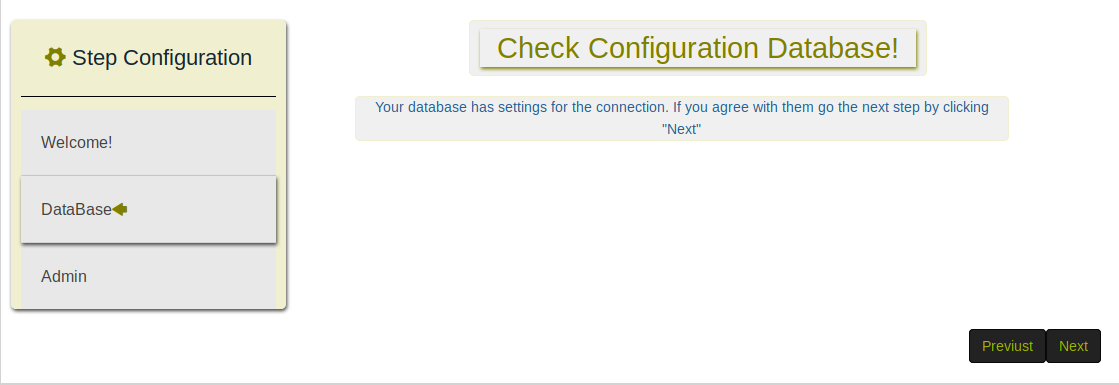 Step Configuration
Welcome!
DataBase
Admin
Check Configuration Database!
Your database has settings for the connection. If you agree with them go the next step by clicking
"Next"
Previust
Next